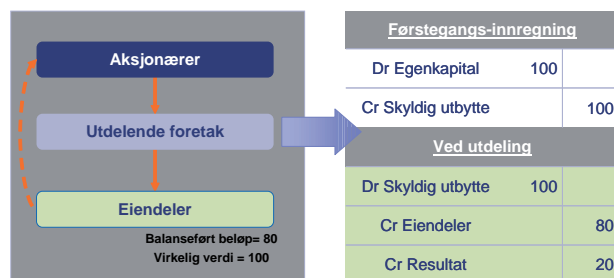 Aksjonærer
Utdelende foretak
Eiendeler
Balanseført beløp= 80
Virkelig verdi = 100
Førstegangs-innregning
Dr Egenkapital 100
Cr Skyldig utbytte 100
Ved utdeling
Dr Skyldig utbytte 100
Cr Eiendeler 80
Cr Resultat 20